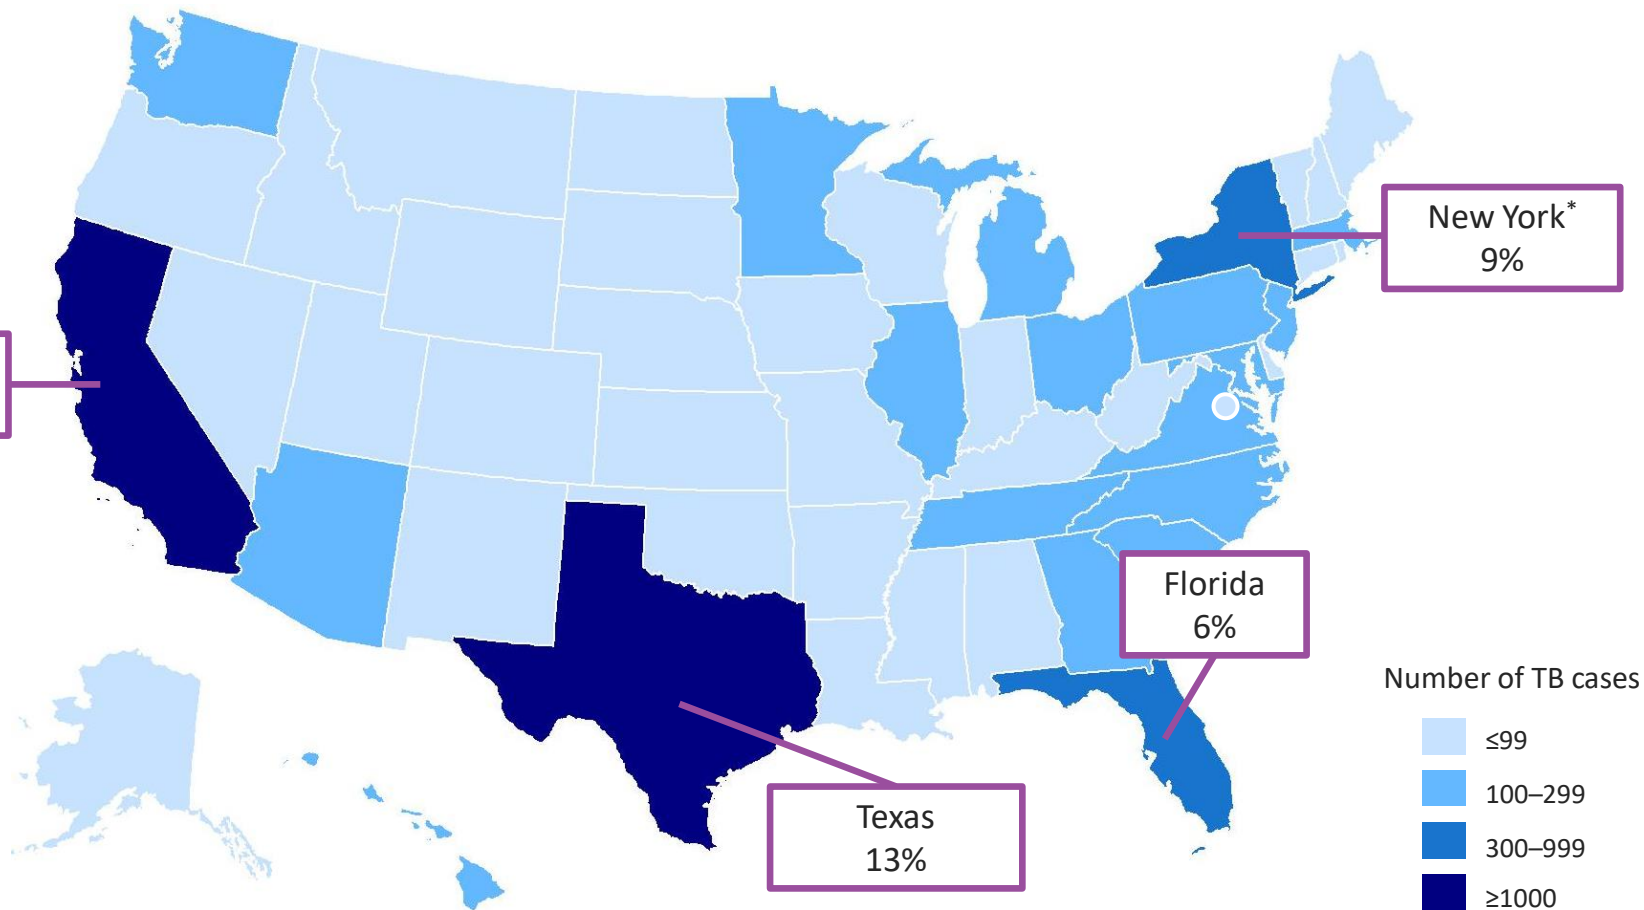 New York*
9%
Florida
6%
Texas
13%
Number of TB cases
≤99
100–299
300–999
≥1000